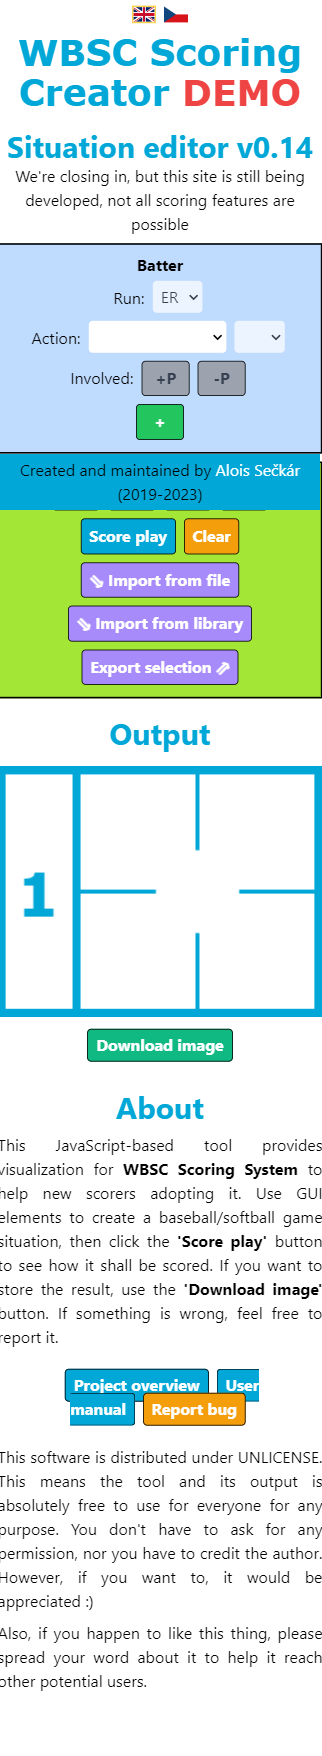 WBSC Scoring
Creator DEMO
Situation editor v0.14
We're closing in, but this site is still being
developed, not all scoring features are
possible
Batter
Run: ER
Action:
Involved: +P -P
+
Created and maintained by Alois Sečkár
(2019-2023)
Score play Clear
⇘ Import from file
⇘ Import from library
Export selection ⇗
Output
1
Download image
About
This JavaScript-based tool provides
visualization for WBSC Scoring System to
help new scorers adopting it. Use GUI
elements to create a baseball/softball game
situation, then click the 'Score play' button
to see how it shall be scored. If you want to
store the result, use the 'Download image'
button. If something is wrong, feel free to
report it.
Project overview User
manual Report bug
This software is distributed under UNLICENSE.
This means the tool and its output is
absolutely free to use for everyone for any
purpose. You don't have to ask for any
permission, nor you have to credit the author.
However, if you want to, it would be
appreciated :)
Also, if you happen to like this thing, please
spread your word about it to help it reach
other potential users.